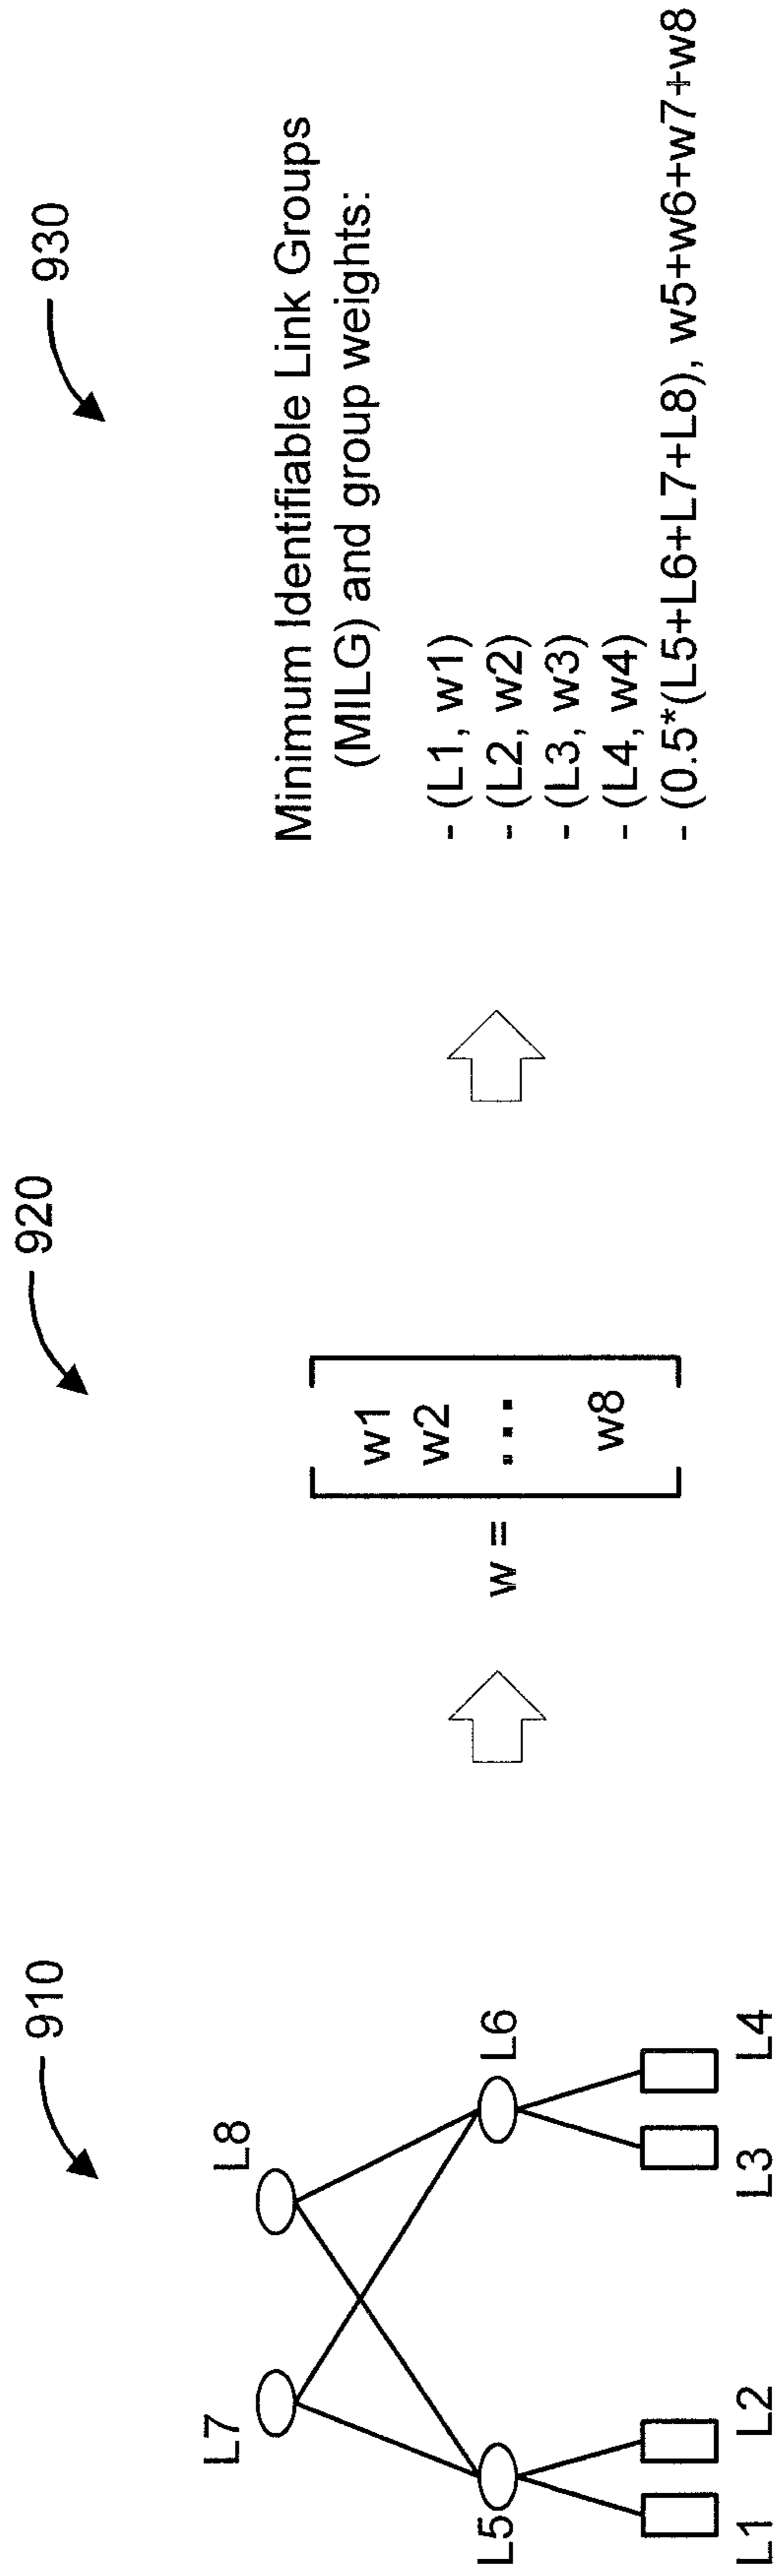 910
L7
L8
L5
L6
L1
L2
L3
L4
920
w =
w1
w2
...
w8
930
Minimum Identifiable Link Groups
(MILG) and group weights:
- (L1, w1)
- (L2, w2)
- (L3, w3)
- (L4, w4)
- (0.5*(L5+L6+L7+L8), w5+w6+w7+w8